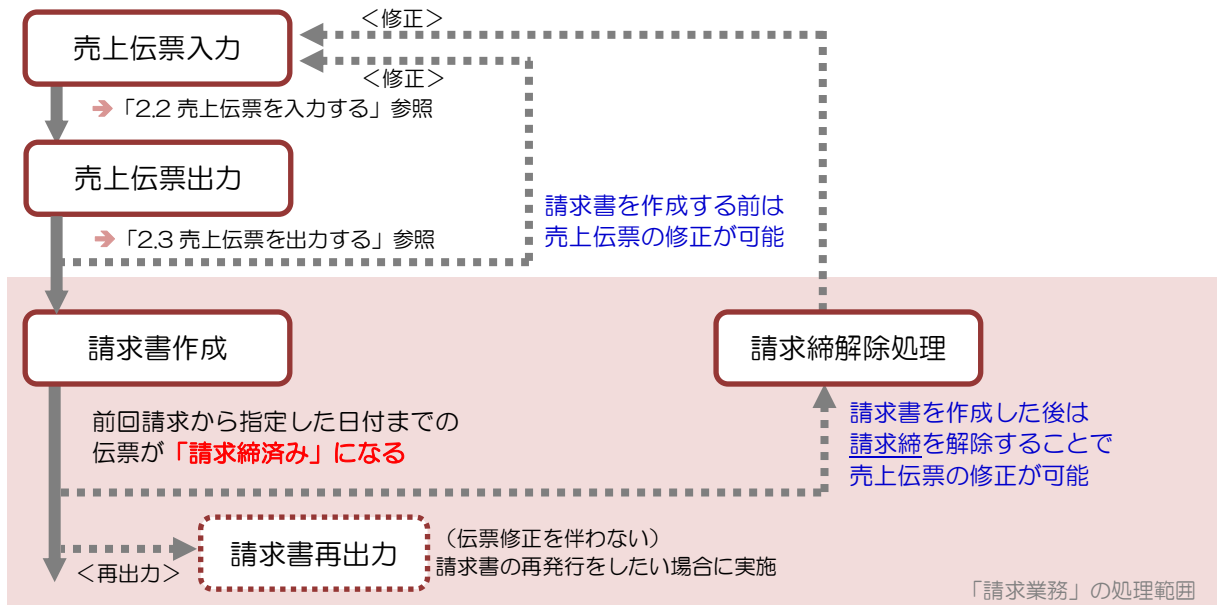 ＜修正＞
売上伝票入力
＜修正＞
➔「2.2 売上伝票を入力する」参照
売上伝票出力
請求書を作成する前は
売上伝票の修正が可能
➔「2.3 売上伝票を出力する」参照
請求書作成
請求締解除処理
前回請求から指定した日付までの
伝票が「請求締済み」になる
請求書を作成した後は
請求締を解除することで
売上伝票の修正が可能
請求書再出力
（伝票修正を伴わない）
請求書の再発行をしたい場合に実施
＜再出力＞
「請求業務」の処理範囲